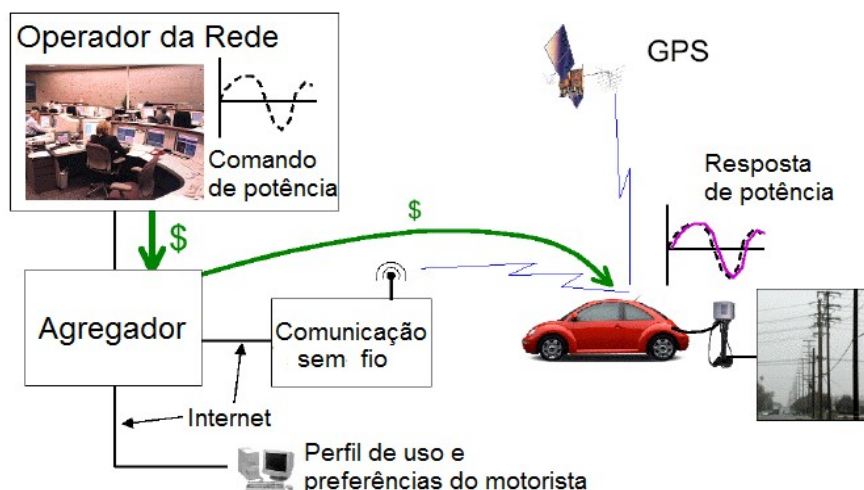 Operador da Rede
Comando
de potência
GPS
Resposta
de potência
$
$
Agregador
Comunicação
sem fio
Internet
Perfil de uso e
preferências do motorista